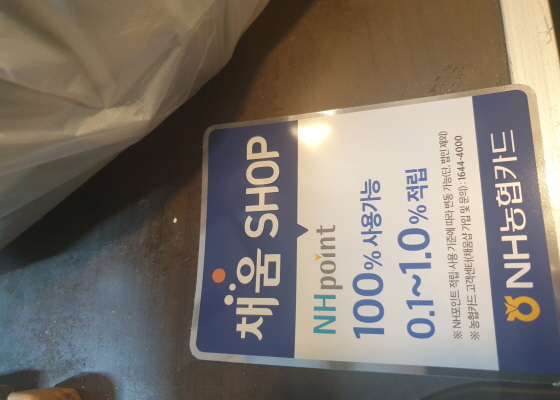 채움 SHOP
NHpoint
100% 사용가능
0.1~1.0% 적립
※ NH포인트 적립·사용 기준에 따라 변동 가능(단, 법인 제외)
※ 농협카드 고객센터(채움샵 가입 및 문의) : 1644-4000
NH농협카드